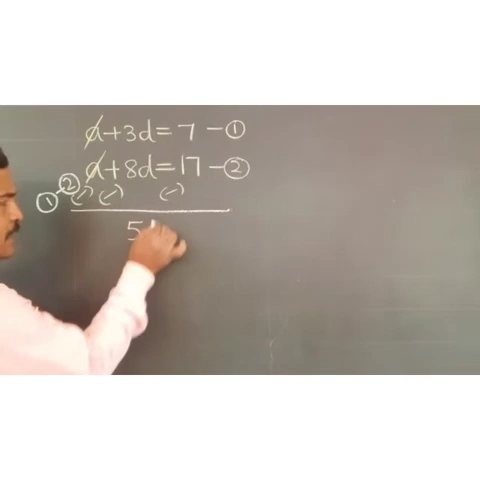 a+3d=7-①
a+8d=17-②
①-② (-) (-) (-)
5